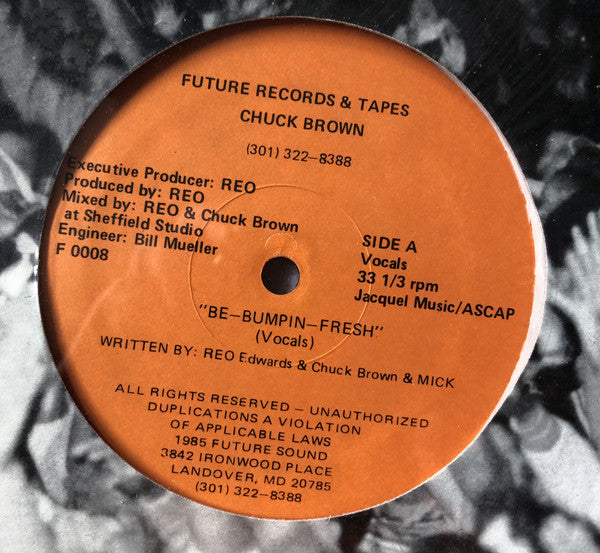 FUTURE RECORDS & TAPES
CHUCK BROWN
(301) 322–8388
Executive Producer: REO
Produced by: REO
Mixed by: REO & Chuck Brown
at Sheffield Studio
Engineer: Bill Mueller
F 0008
SIDE A
Vocals
33 1/3 rpm
Jacquel Music/ASCAP
"BE–BUMPIN–FRESH"
(Vocals)
WRITTEN BY: REO Edwards & Chuck Brown & MICK
ALL RIGHTS RESERVED – UNAUTHORIZED
DUPLICATIONS A VIOLATION
OF APPLICABLE LAWS
1985 FUTURE SOUND
3842 IRONWOOD PLACE
LANDOVER, MD 20785
(301) 322-8388